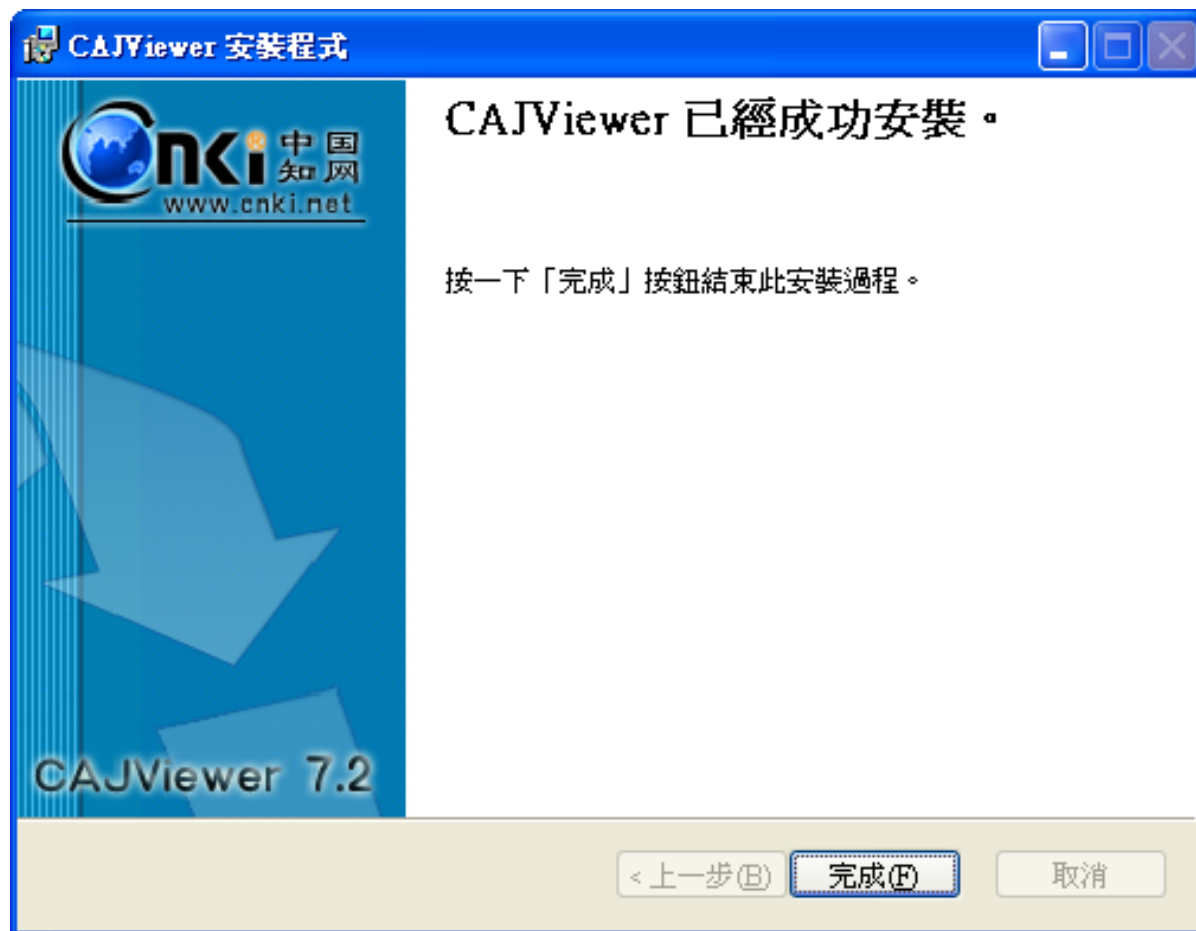 CAJViewer 安裝程式
cnki 中国
知网
www.cnki.net
CAJViewer 已經成功安裝。
按一下「完成」按鈕結束此安裝過程。
CAJViewer 7.2
< 上一步(B)
完成(F)
取消